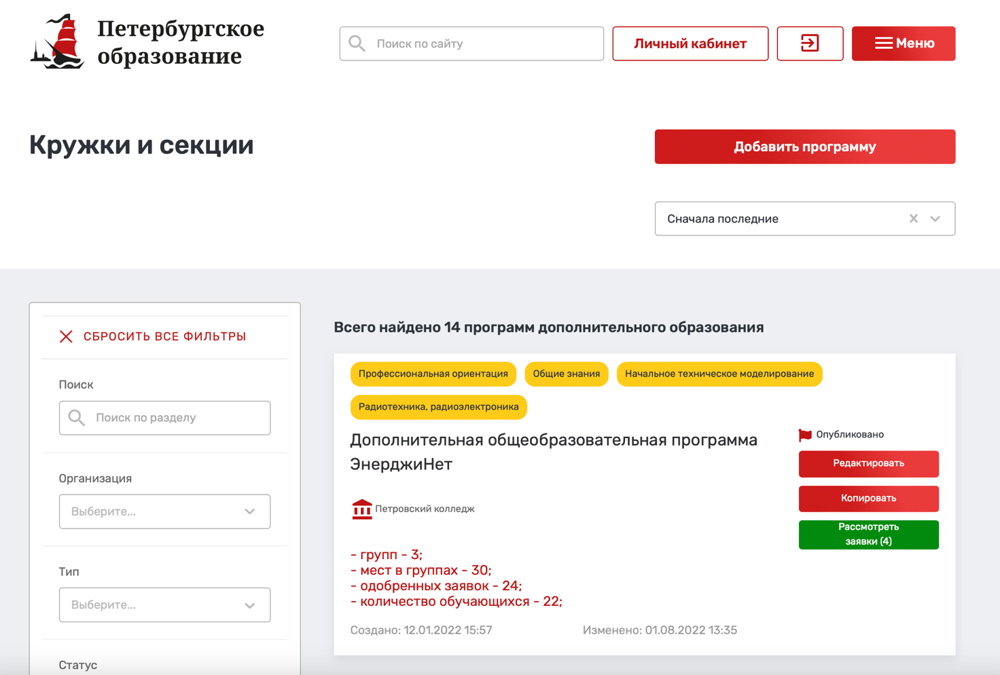 Петербургское
образование
Поиск по сайту
Личный кабинет
Меню
Кружки и секции
Добавить программу
Сначала последние
СБРОСИТЬ ВСЕ ФИЛЬТРЫ
Поиск
Поиск по разделу
Организация
Выберите...
Тип
Выберите...
Статус
Всего найдено 14 программ дополнительного образования
Профессиональная ориентация
Общие знания
Начальное техническое моделирование
Радиотехника, радиоэлектроника
Дополнительная общеобразовательная программа
ЭнерджиНет
Петровский колледж
- групп - 3;
- мест в группах - 30;
- одобренных заявок - 24;
- количество обучающихся - 22;
Создано: 12.01.2022 15:57
Изменено: 01.08.2022 13:35
Опубликовано
Редактировать
Копировать
Рассмотреть
заявки (4)